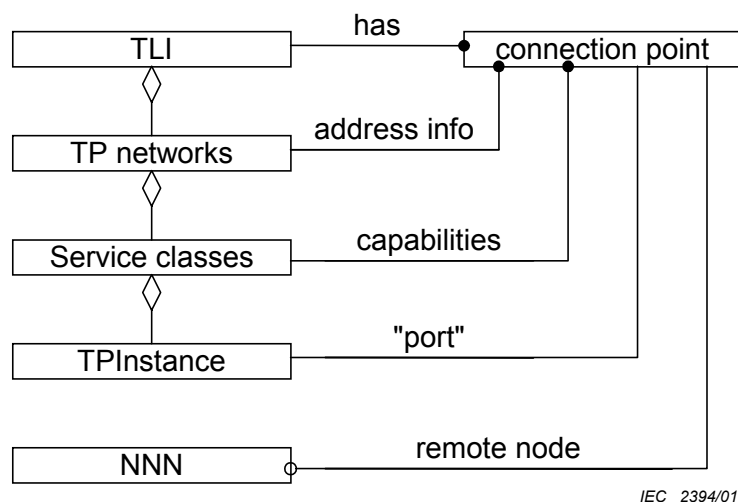 has
TLI
connection point
address info
TP networks
capabilities
Service classes
"port"
TPInstance
remote node
NNN
IEC 2394/01